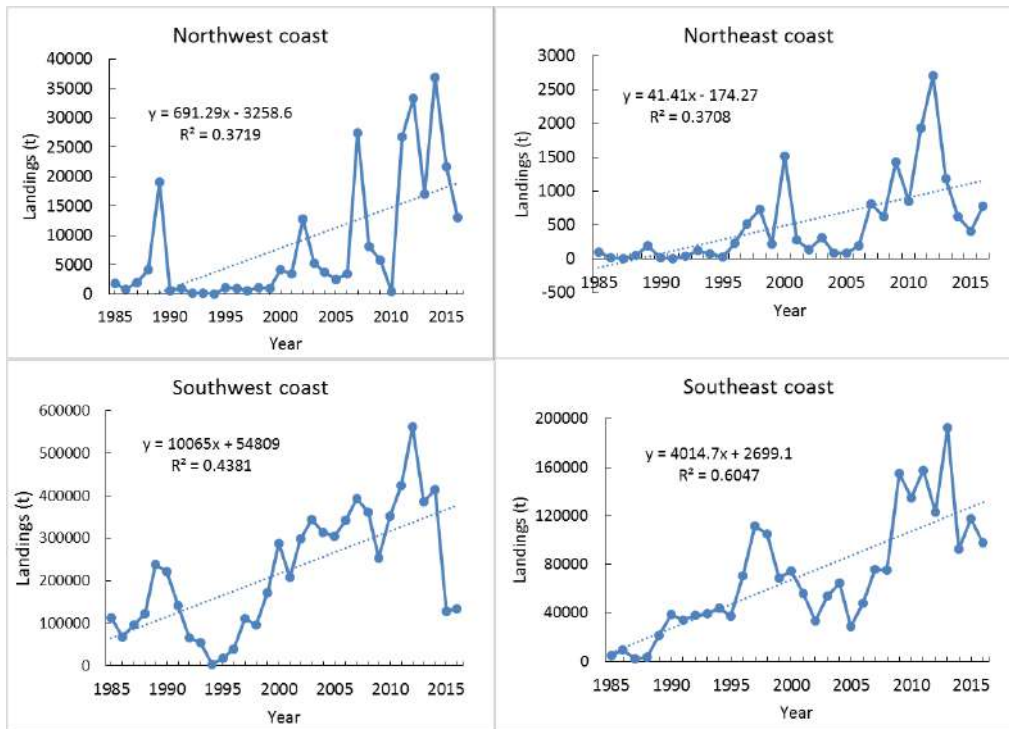 Northwest coast
40000
35000
30000
25000
20000
15000
10000
5000
0
Landings (t)
y = 691.29x - 3258.6
R² = 0.3719
1985 1990 1995 2000 2005 2010 2015
Year
Northeast coast
3000
2500
2000
1500
1000
500
0
-500
Landings (t)
y = 41.41x - 174.27
R² = 0.3708
1985 1990 1995 2000 2005 2010 2015
Year
Southwest coast
600000
500000
400000
300000
200000
100000
0
Landings (t)
y = 10065x + 54809
R² = 0.4381
1985 1990 1995 2000 2005 2010 2015
Year
Southeast coast
200000
160000
120000
80000
40000
0
Landings (t)
y = 4014.7x + 2699.1
R² = 0.6047
1985 1990 1995 2000 2005 2010 2015
Year